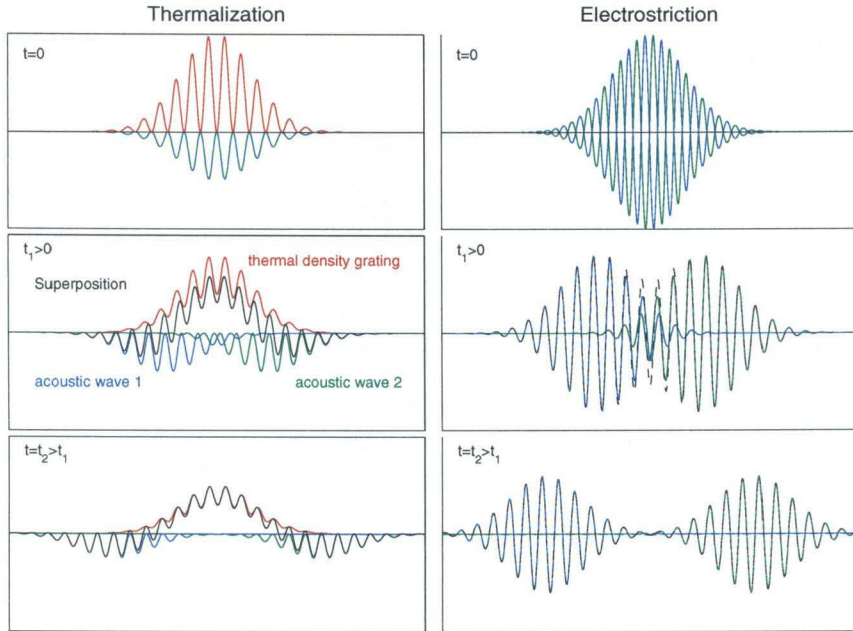 Thermalization
Electrostriction
t=0
t=0
t₁>0
t₁>0
thermal density grating
Superposition
acoustic wave 1
acoustic wave 2
t=t₂>t₁
t=t₂>t₁